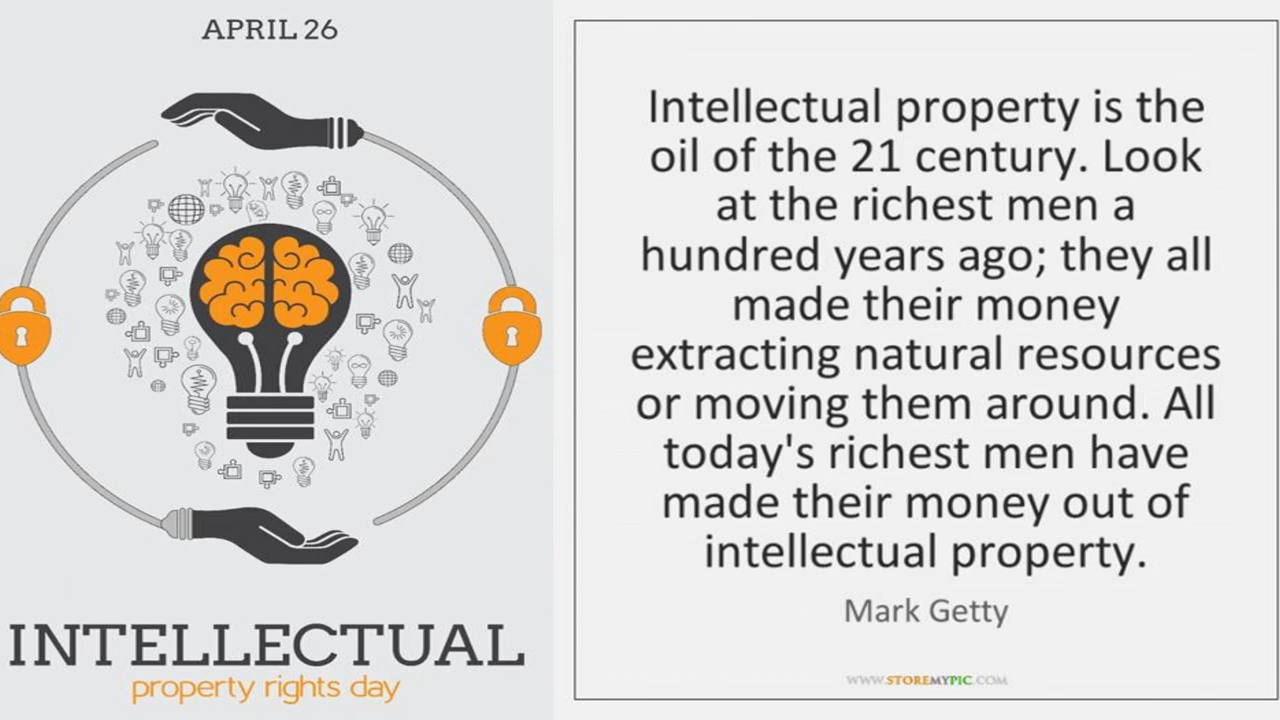 APRIL 26
INTELLECTUAL
property rights day
Intellectual property is the
oil of the 21 century. Look
at the richest men a
hundred years ago; they all
made their money
extracting natural resources
or moving them around. All
today's richest men have
made their money out of
intellectual property.
Mark Getty
WWW.STOREMYPIC.COM